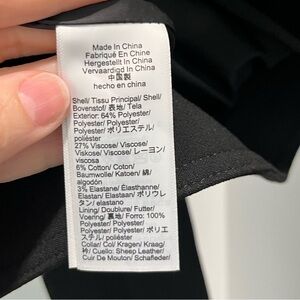 Made In China
Fabriqué En Chine
Hergestellt In China
Vervaardigd In China
中国製
hecho en china
Shell/ Tissu Principal/ Shell/
Bovenstof/ 表地/ Tela
Exterior: 64% Polyester/
Polyester/ Polyester/
Polyester/ ポリエステル/
poliéster
27% Viscose/ Viscose/
Viskose/ Viscose/ レーヨン/
viscosa
6% Cotton/ Coton/
Baumwolle/ Katoen/ 綿/
algodón
3% Elastane/ Élasthanne/
Elastan/ Elastaan/ ポリウレ
タン/ elastano
Lining/ Doublure/ Futter/
Voering/ 裏地/ Forro: 100%
Polyester/ Polyester/
Polyester/ Polyester/ ポリエ
ステル/ poliéster
Collar/ Col/ Kragen/ Kraag/
衿/ Cuello: Sheep Leather/
Cuir De Mouton/ Schafleder/